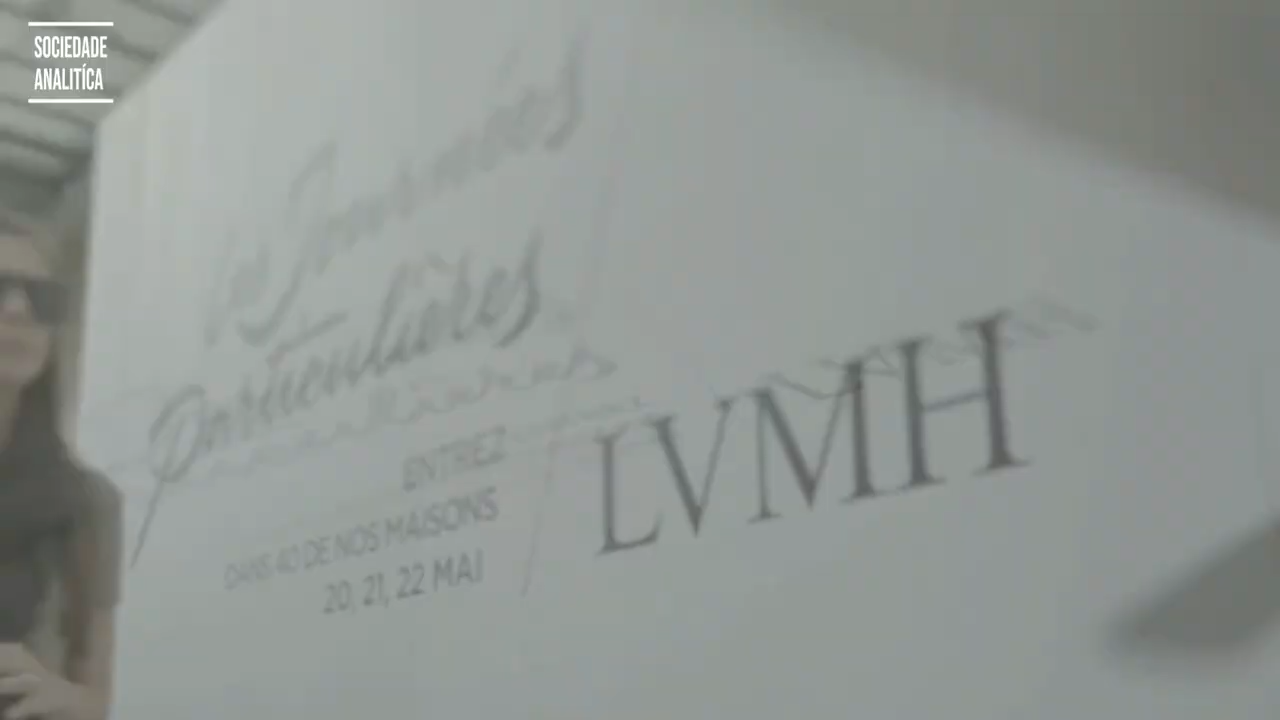 SOCIEDADE
ANALITÍCA
les Journées
particulières
ENTREZ
DANS 40 DE NOS MAISONS
20, 21, 22 MAI
LVMH